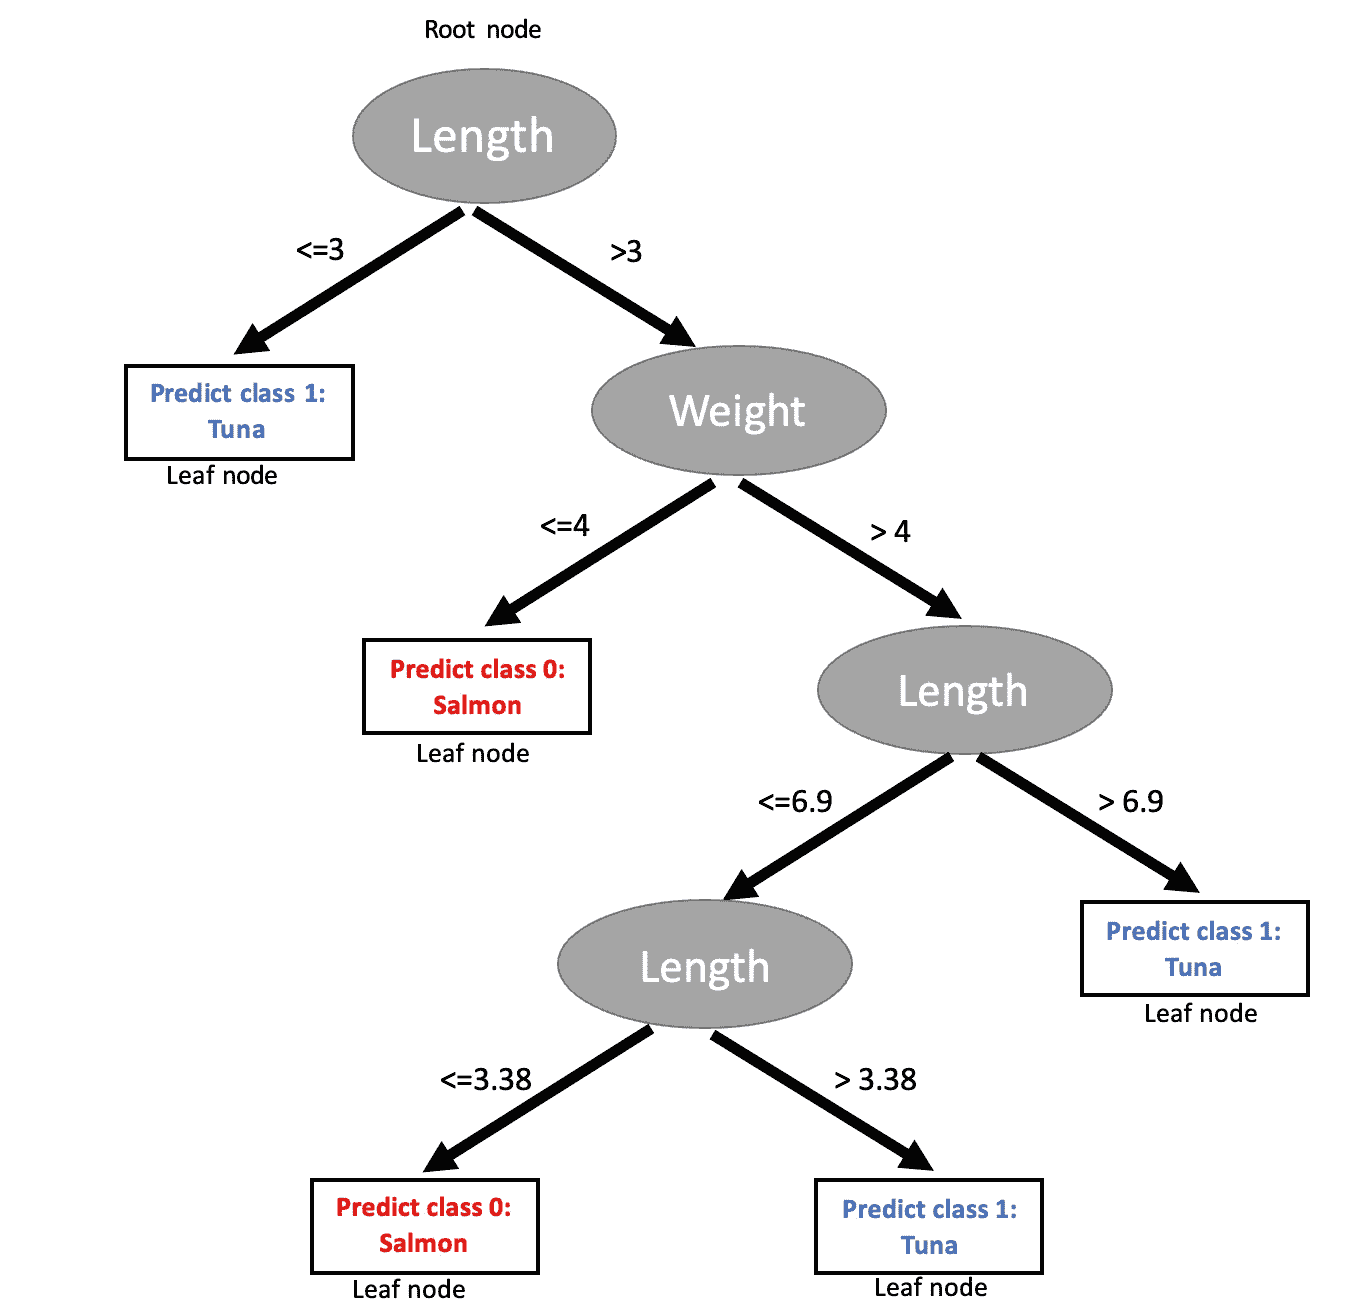 Root node
Length
<=3
>3
Predict class 1:
Tuna
Leaf node
Weight
<=4
> 4
Predict class 0:
Salmon
Leaf node
Length
<=6.9
> 6.9
Length
Predict class 1:
Tuna
Leaf node
<=3.38
> 3.38
Predict class 0:
Salmon
Leaf node
Predict class 1:
Tuna
Leaf node